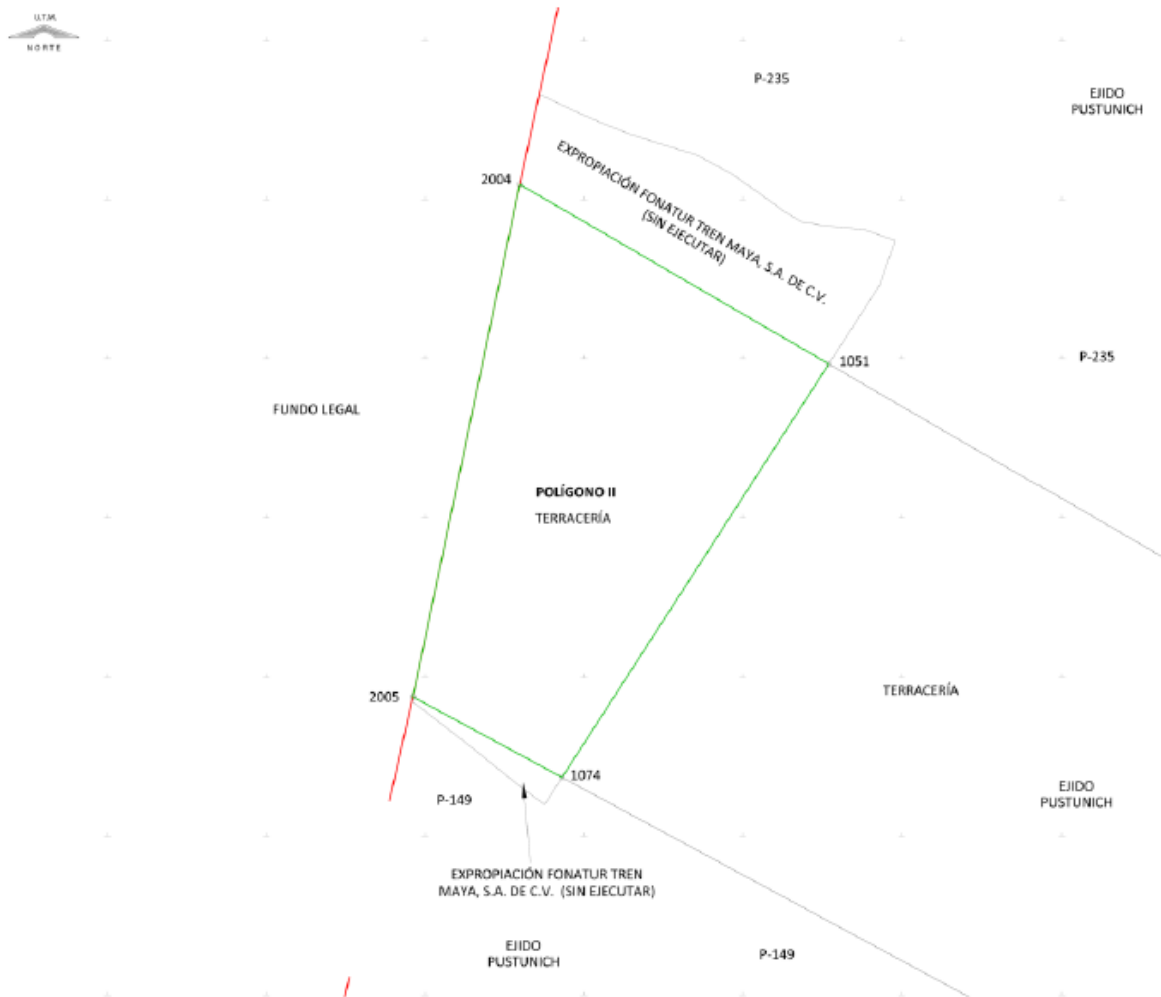 U.T.M.
NORTE
P-235
EJIDO
PUSTUNICH
EXPROPIACIÓN FONATUR TREN MAYA, S.A. DE C.V.
(SIN EJECUTAR)
2004
1051
P-235
FUNDO LEGAL
POLÍGONO II
TERRACERÍA
2005
TERRACERÍA
1074
P-149
EJIDO
PUSTUNICH
EXPROPIACIÓN FONATUR TREN
MAYA, S.A. DE C.V. (SIN EJECUTAR)
EJIDO
PUSTUNICH
P-149